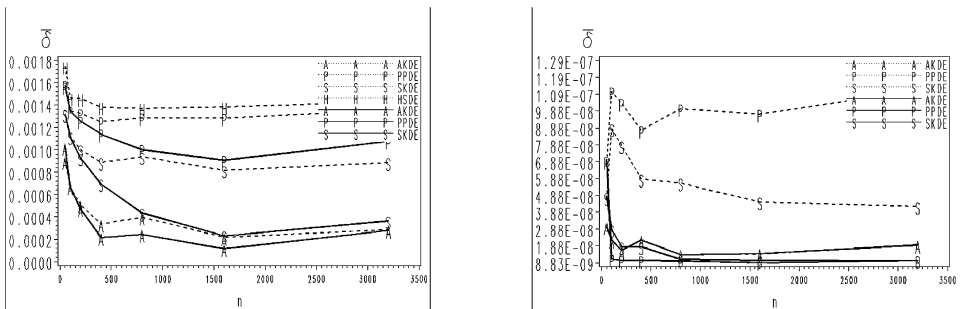 δ̅
0.0018
0.0016
0.0014
0.0012
0.0010
0.0008
0.0006
0.0004
0.0002
0.0000
A A A AKDE
P P P PPDE
S S S SKDE
H H H HSDE
A A A AKDE
P P P PPDE
S S S SKDE
0 500 1000 1500 2000 2500 3000 3500
n
δ̅
1.29E-07
1.19E-07
1.09E-07
9.88E-08
8.88E-08
7.88E-08
6.88E-08
5.88E-08
4.88E-08
3.88E-08
2.88E-08
1.88E-08
8.83E-09
A A A AKDE
P P P PPDE
S S S SKDE
A A A AKDE
P P P PPDE
S S S SKDE
0 500 1000 1500 2000 2500 3000 3500
n